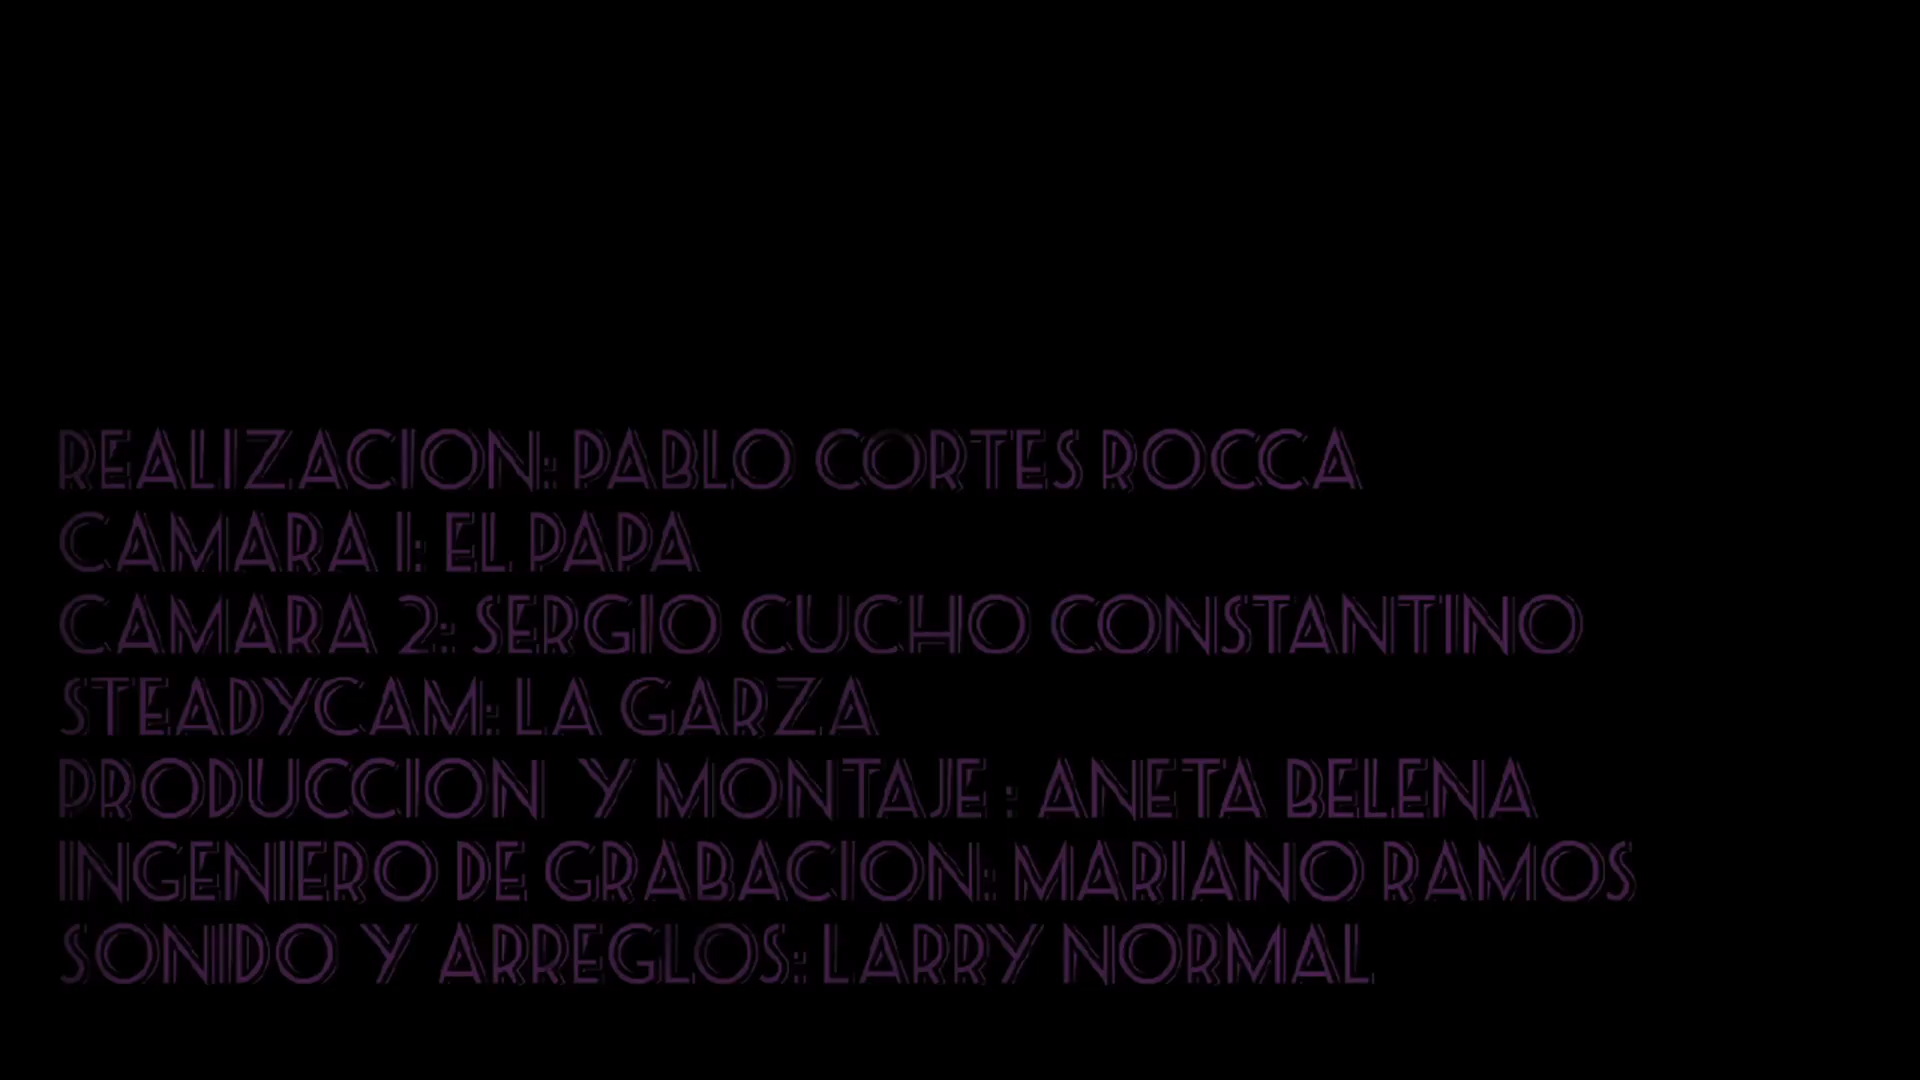 REALIZACION: PABLO CORTES ROCCA
CAMARA 1: EL PAPA
CAMARA 2: SERGIO CUCHO CONSTANTINO
STEADYCAM: LA GARZA
PRODUCCION Y MONTAJE : ANETA BELENA
INGENIERO DE GRABACION: MARIANO RAMOS
SONIDO Y ARREGLOS: LARRY NORMAL